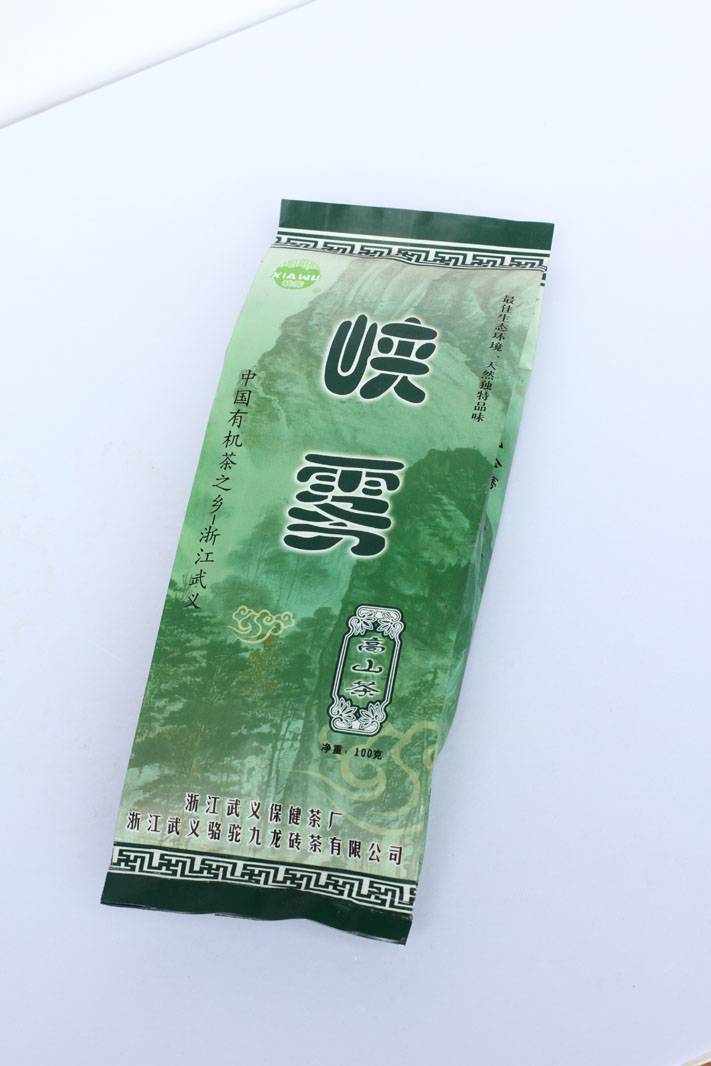 XIAWU
峡雾
®
峡雾
最佳生态环境·天然独特品味
中国有机茶之乡-浙江武义
高山茶
净重:100克
浙江武义保健茶厂
浙江武义骆驼九龙砖茶有限公司